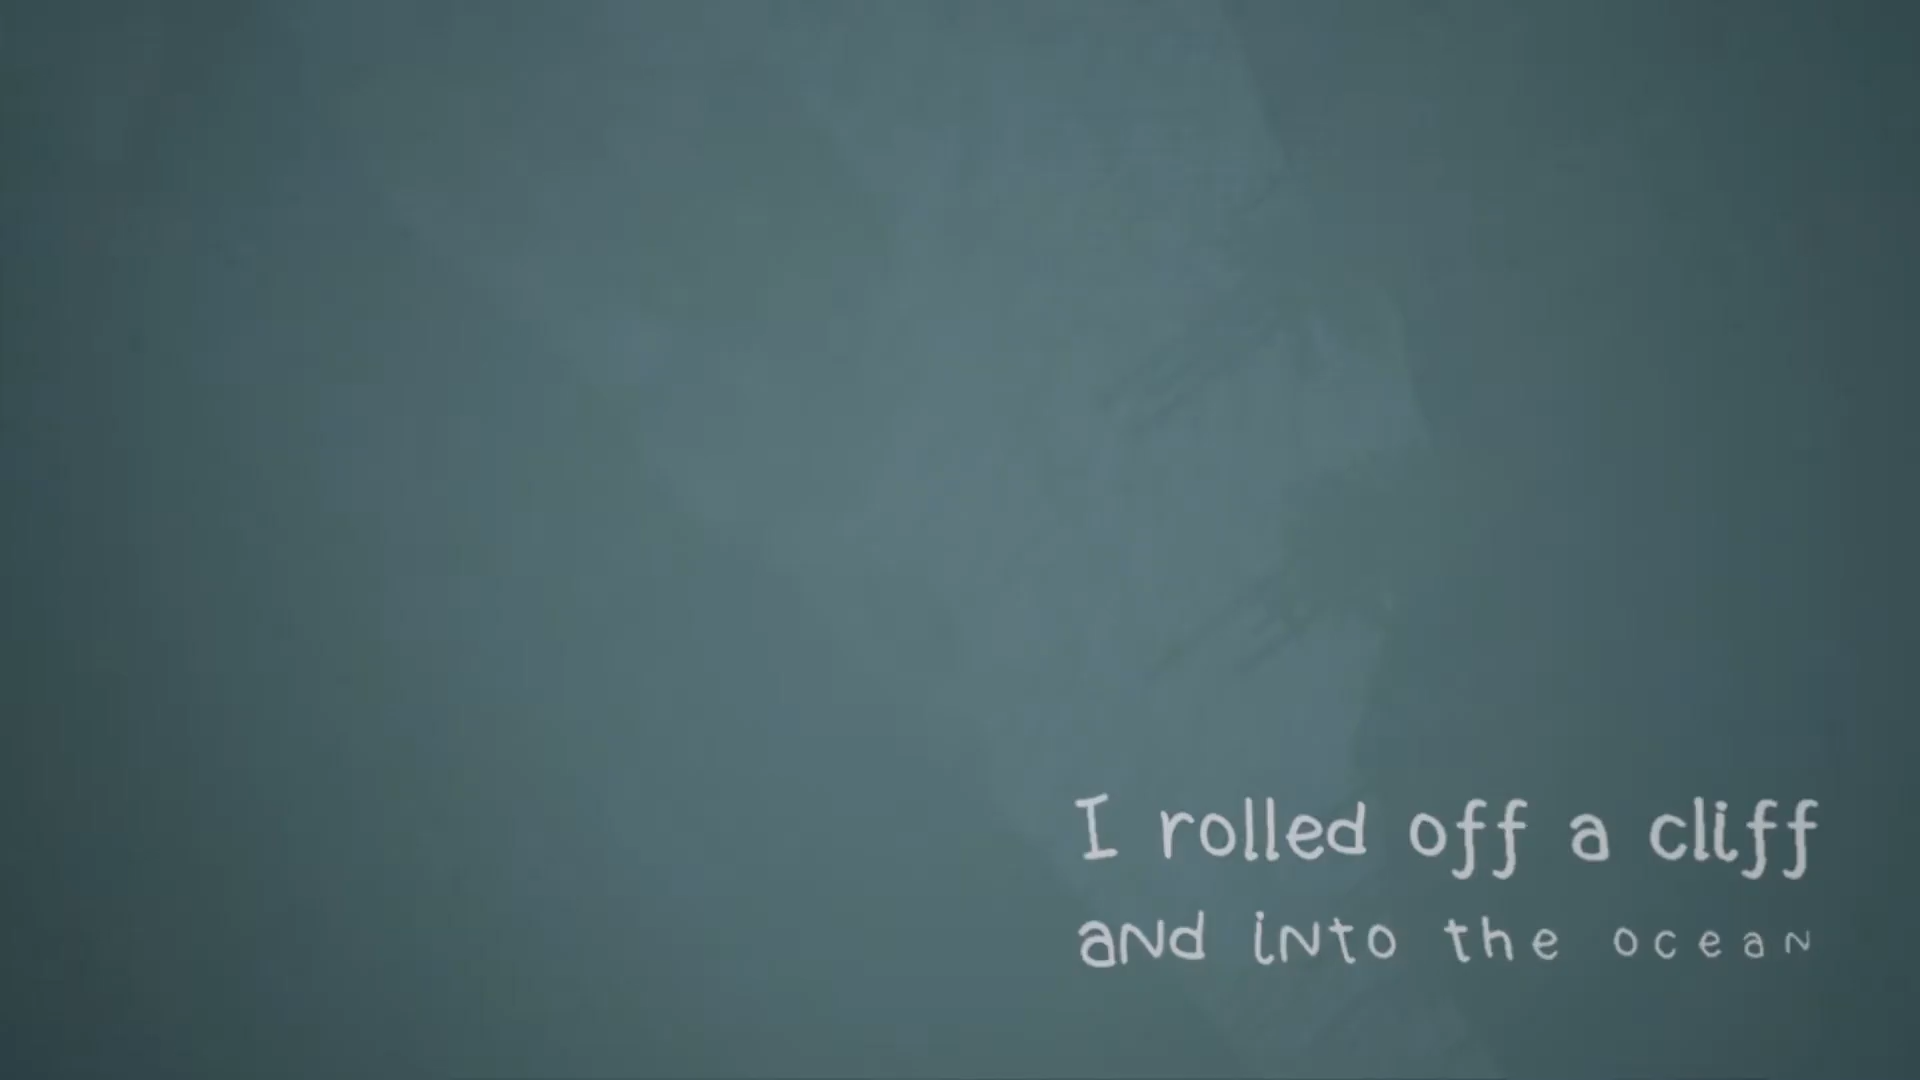 I rolled off a cliff
and into the ocean